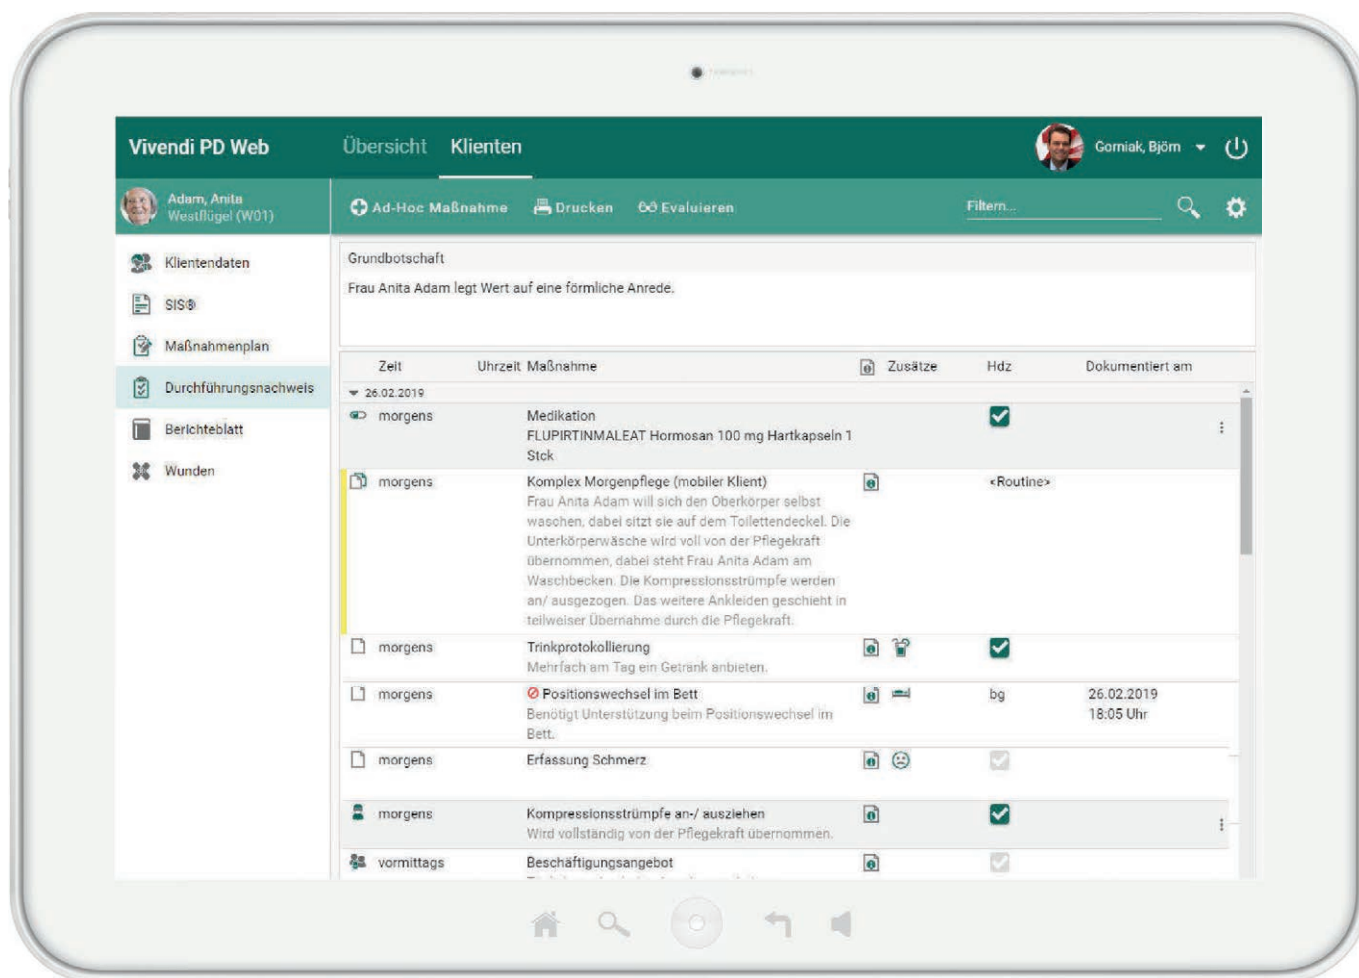 Vivendi PD Web
Übersicht Klienten
Gorniak, Björn
Adam, Anita
Westflügel (W01)
Ad-Hoc Maßnahme Drucken Evaluieren
Filtern...
Klientendaten
SIS®
Maßnahmenplan
Durchführungsnachweis
Berichteblatt
Wunden
Grundbotschaft
Frau Anita Adam legt Wert auf eine förmliche Anrede.
Zeit Uhrzeit Maßnahme Zusätze Hdz Dokumentiert am
26.02.2019
morgens Medikation
FLUPIRTINMALEAT Hormosan 100 mg Hartkapseln 1
Stck
morgens Komplex Morgenpflege (mobiler Klient) <Routine>
Frau Anita Adam will sich den Oberkörper selbst
waschen, dabei sitzt sie auf dem Toilettendeckel. Die
Unterkörperwäsche wird voll von der Pflegekraft
übernommen, dabei steht Frau Anita Adam am
Waschbecken. Die Kompressionsstrümpfe werden
an/ ausgezogen. Das weitere Ankleiden geschieht in
teilweiser Übernahme durch die Pflegekraft.
morgens Trinkprotokollierung
Mehrfach am Tag ein Getränk anbieten.
morgens Positionswechsel im Bett bg 26.02.2019
18:05 Uhr
Benötigt Unterstützung beim Positionswechsel im
Bett.
morgens Erfassung Schmerz
morgens Kompressionsstrümpfe an-/ ausziehen
Wird vollständig von der Pflegekraft übernommen.
vormittags Beschäftigungsangebot